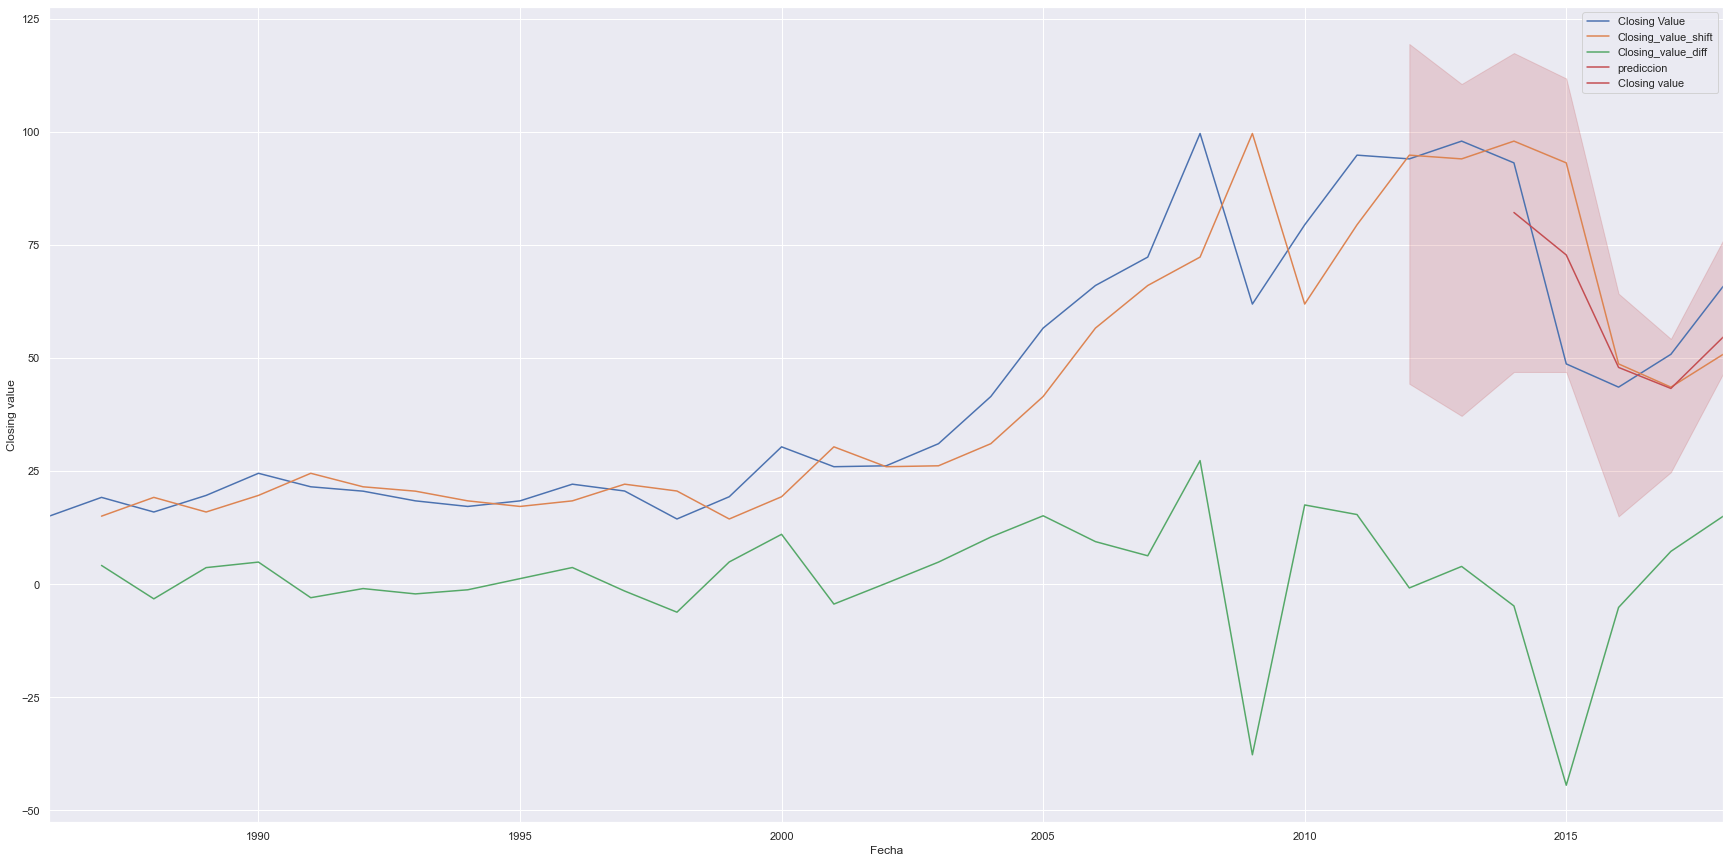 125
100
75
50
25
0
−25
−50
Closing value
1990
1995
2000
2005
2010
2015
Fecha
Closing Value
Closing_value_shift
Closing_value_diff
prediccion
Closing value